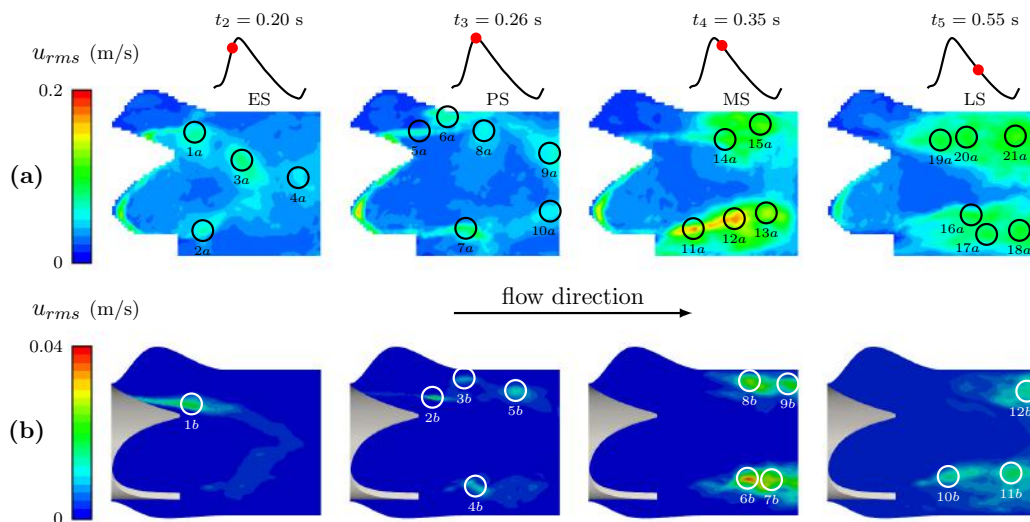 t2 = 0.20 s t3 = 0.26 s t4 = 0.35 s t5 = 0.55 s
urms (m/s)
ES PS MS LS
0.2
0
(a)
1a 2a 3a 4a
5a 6a 7a 8a 9a 10a
11a 12a 13a 14a 15a
16a 17a 18a 19a 20a 21a
flow direction
urms (m/s)
0.04
0
(b)
1b
2b 3b 4b 5b
6b 7b 8b 9b
10b 11b 12b